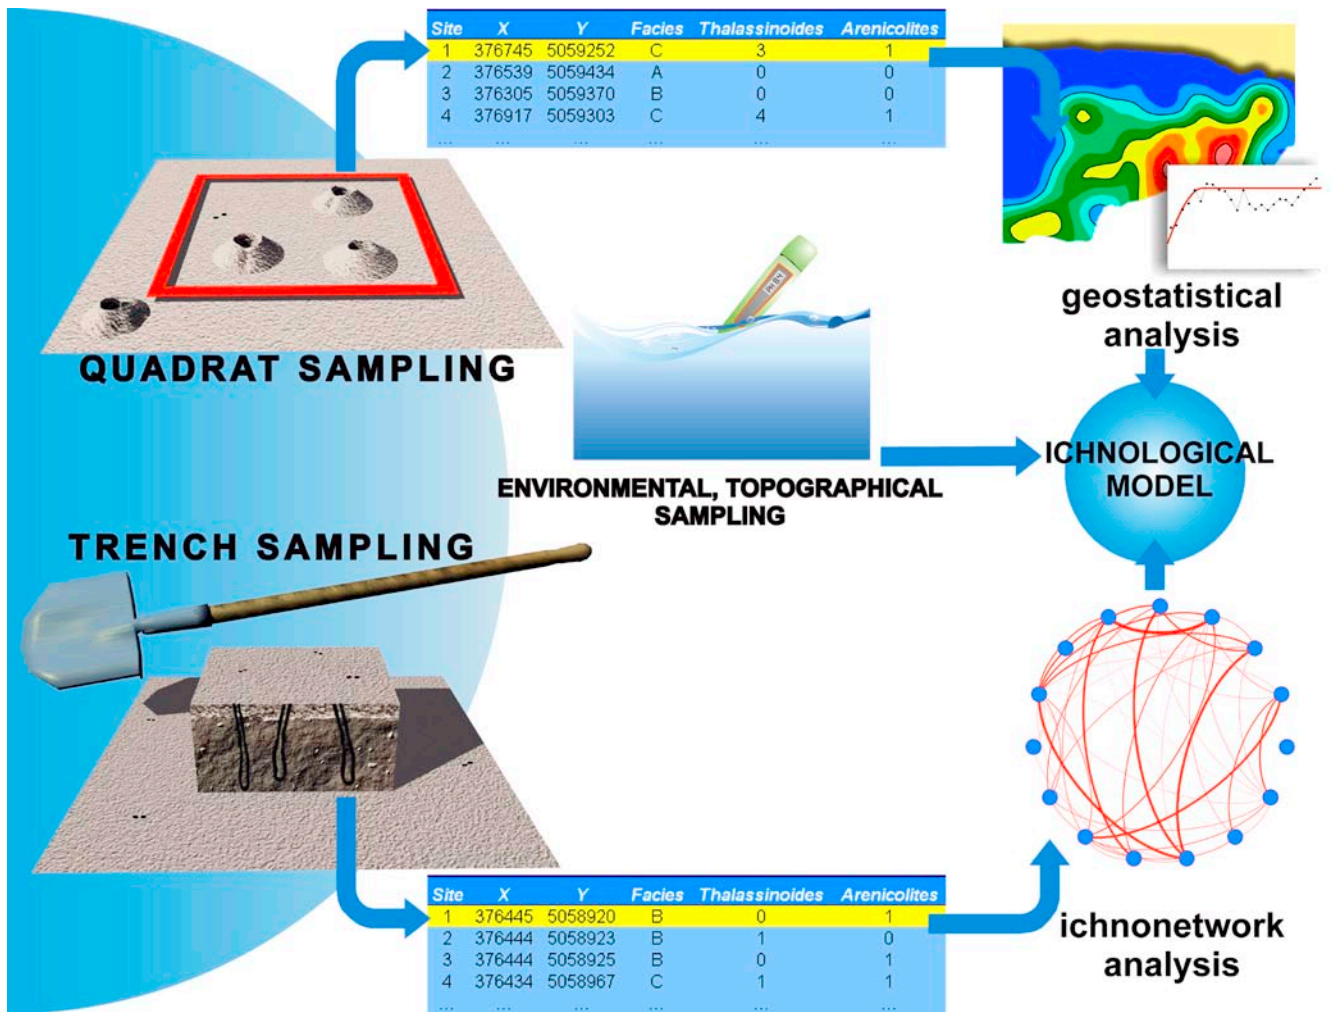 Site X Y Facies Thalassinoides Arenicolites
1 376745 5059252 C 3 1
2 376539 5059434 A 0 0
3 376305 5059370 B 0 0
4 376917 5059303 C 4 1
... ... ... ... ... ...
QUADRAT SAMPLING
PH 8.4
geostatistical
analysis
ENVIRONMENTAL, TOPOGRAPHICAL
SAMPLING
ICHNOLOGICAL
MODEL
TRENCH SAMPLING
Site X Y Facies Thalassinoides Arenicolites
1 376445 5058920 B 0 1
2 376444 5058923 B 1 0
3 376444 5058925 B 0 1
4 376434 5058967 C 1 1
... ... ... ... ... ...
ichnonetwork
analysis